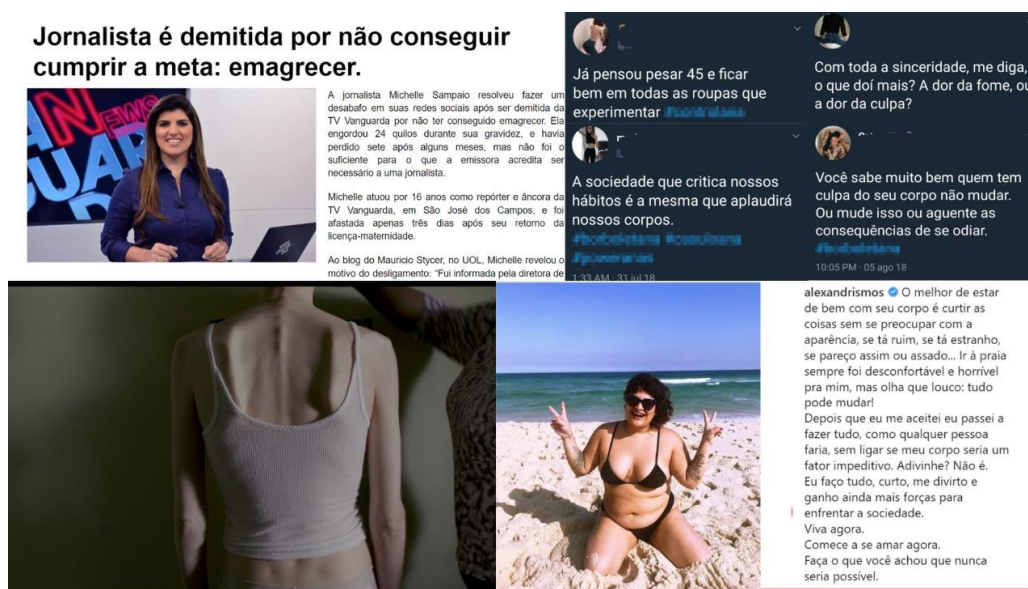 Jornalista é demitida por não conseguir
cumprir a meta: emagrecer.
NEWS
A jornalista Michelle Sampaio resolveu fazer um
desabafo em suas redes sociais após ser demitida da
TV Vanguarda por não ter conseguido emagrecer. Ela
engordou 24 quilos durante sua gravidez, e havia
perdido sete após alguns meses, mas não foi o
suficiente para o que a emissora acredita ser
necessário a uma jornalista.
Michelle atuou por 16 anos como repórter e âncora da
TV Vanguarda, em São José dos Campos, e foi
afastada apenas três dias após seu retorno da
licença-maternidade.
Ao blog do Mauricio Stycer, no UOL, Michelle revelou o
motivo do desligamento: “Fui informada pela diretora de
Já pensou pesar 45 e ficar
bem em todas as roupas que
experimentar
Com toda a sinceridade, me diga,
o que doí mais? A dor da fome, ou
a dor da culpa?
A sociedade que critica nossos
hábitos é a mesma que aplaudirá
nossos corpos.
1:33 AM · 31 jul 18
Você sabe muito bem quem tem
culpa do seu corpo não mudar.
Ou mude isso ou aguente as
consequências de se odiar.
10:05 PM · 05 ago 18
alexandrismos O melhor de estar
de bem com seu corpo é curtir as
coisas sem se preocupar com a
aparência, se tá ruim, se tá estranho,
se pareço assim ou assado... Ir à praia
sempre foi desconfortável e horrível
pra mim, mas olha que louco: tudo
pode mudar!
Depois que eu me aceitei eu passei a
fazer tudo, como qualquer pessoa
faria, sem ligar se meu corpo seria um
fator impeditivo. Adivinhe? Não é.
Eu faço tudo, curto, me divirto e
ganho ainda mais forças para
enfrentar a sociedade.
Viva agora.
Comece a se amar agora.
Faça o que você achou que nunca
seria possível.